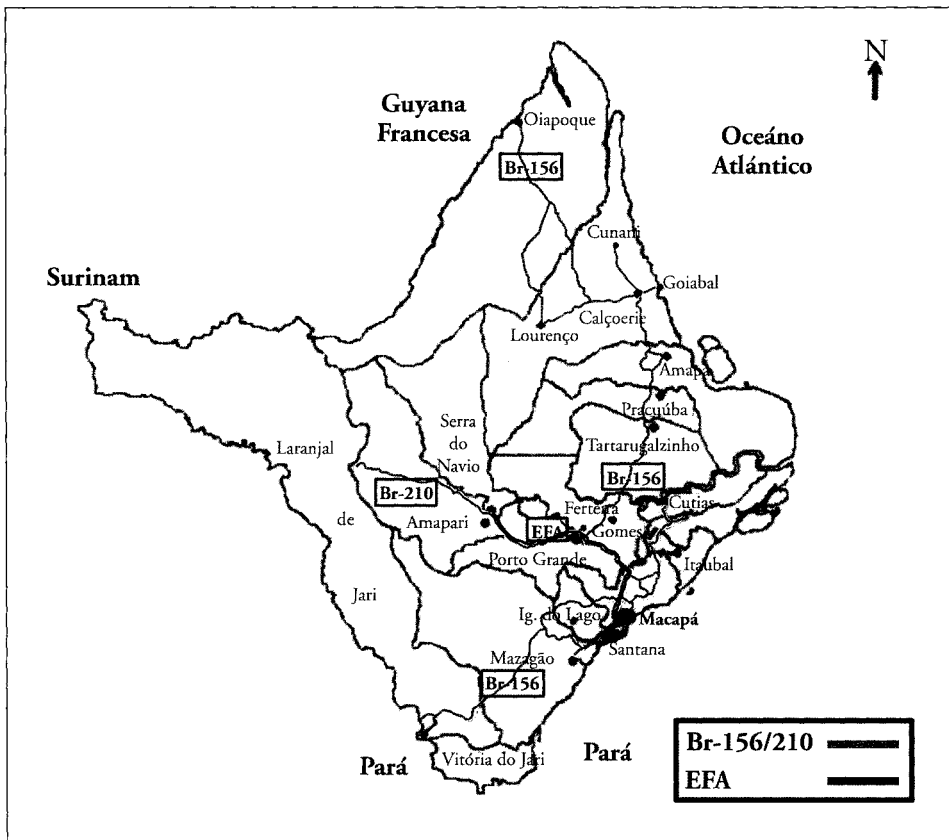 N
Guyana
Francesa
Oiapoque
Océano
Atlántico
Br-156
Cunani
Surinam
Goiabal
Calçoerie
Lourenço
Amapá
Pracuúba
Serra
do
Navio
Tartarugalzinho
Laranjal
Br-156
Br-210
Cutias
Ferreira
Amapari
EFA
Gomes
de
Porto Grande
Itaubal
Jari
Ig. do Lago
Macapá
Santana
Mazagão
Br-156
Br-156/210
Pará
Vitória do Jari
Pará
EFA